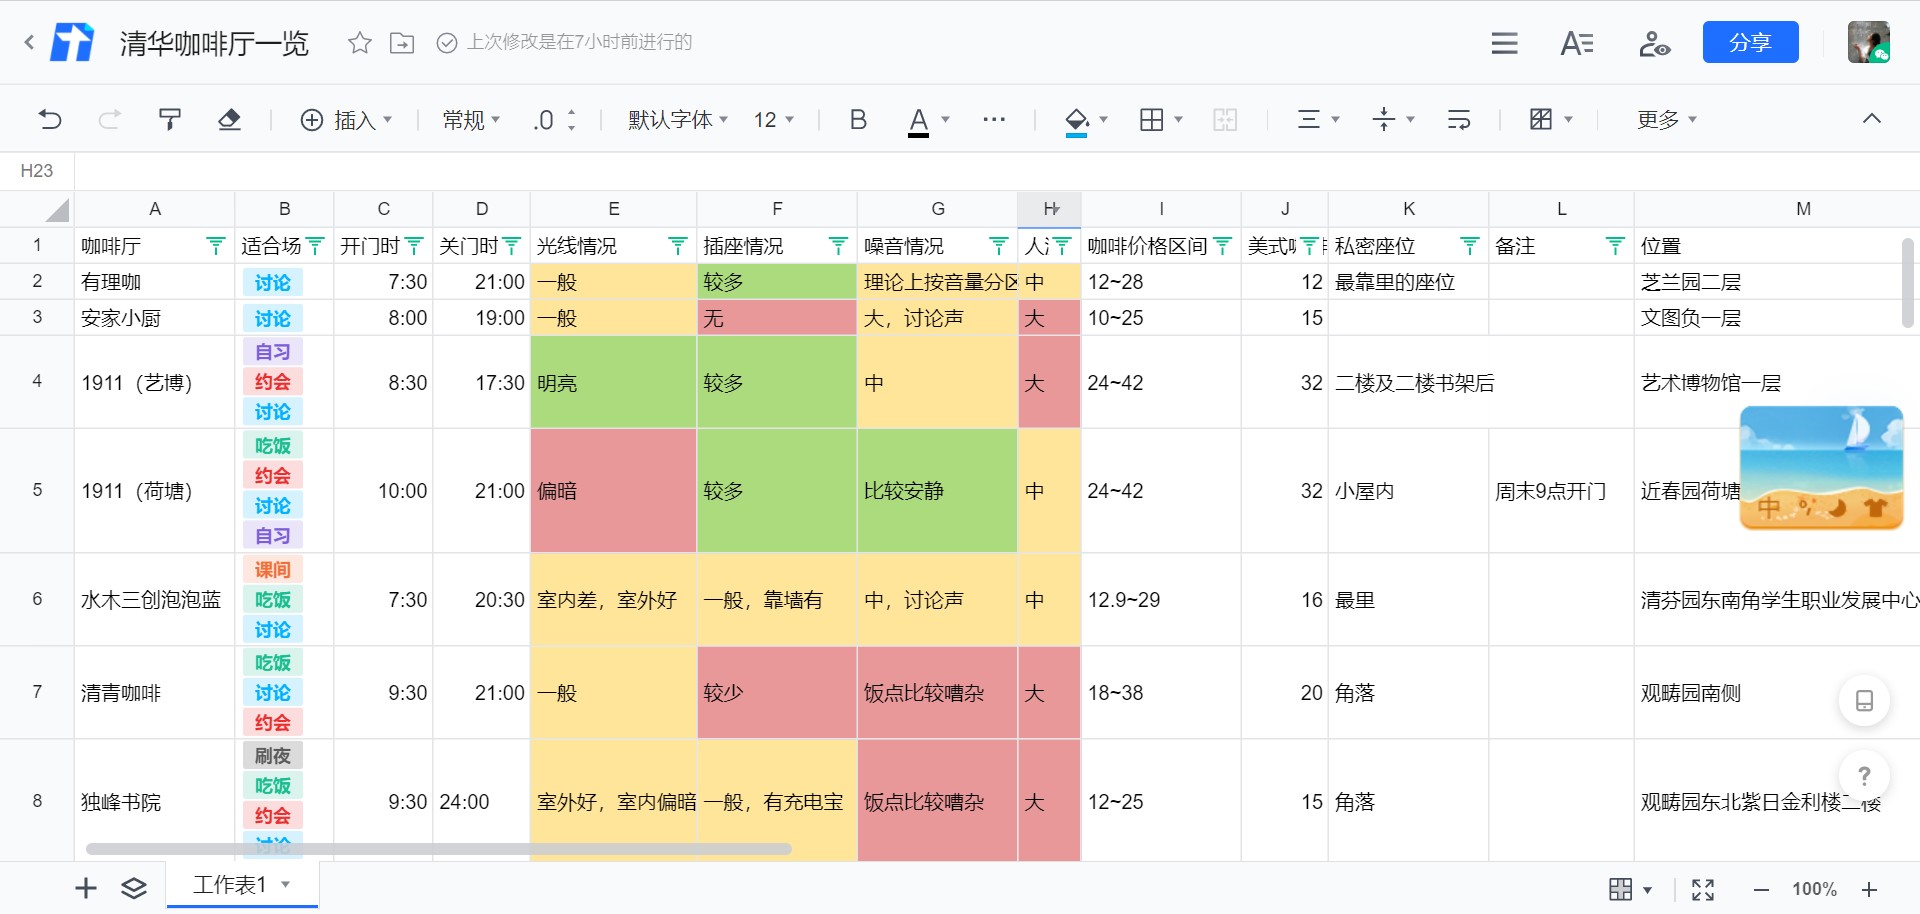 清华咖啡厅一览 上次修改是在7小时前进行的 分享
插入 常规 .0 默认字体 12 B A 更多
H23
A B C D E F G H I J K L M
1 咖啡厅 适合场 开门时 关门时 光线情况 插座情况 噪音情况 咖啡价格区间 美式 私密座位 备注 位置
2 有理咖 讨论 7:30 21:00 一般 较多 理论上按音量分区 中 12~28 12 最靠里的座位 芝兰园二层
3 安家小厨 讨论 8:00 19:00 一般 无 大，讨论声 大 10~25 15 文图负一层
自习
4 1911（艺博） 约会 8:30 17:30 明亮 较多 中 大 24~42 32 二楼及二楼书架后 艺术博物馆一层
讨论
吃饭
约会
5 1911（荷塘） 10:00 21:00 偏暗 较多 比较安静 中 24~42 32 小屋内 周末9点开门 近春园荷塘
讨论
自习
中
课间
6 水木三创泡泡蓝 吃饭 7:30 20:30 室内差，室外好 一般，靠墙有 中，讨论声 中 12.9~29 16 最里 清芬园东南角学生职业发展中心
讨论
吃饭
7 清青咖啡 讨论 9:30 21:00 一般 较少 饭点比较嘈杂 大 18~38 20 角落 观畴园南侧
约会
刷夜
吃饭
8 独峰书院 9:30 24:00 室外好，室内偏暗 一般，有充电宝 饭点比较嘈杂 大 12~25 15 角落 观畴园东北紫日金利楼二楼
约会
讨论
工作表1 100%